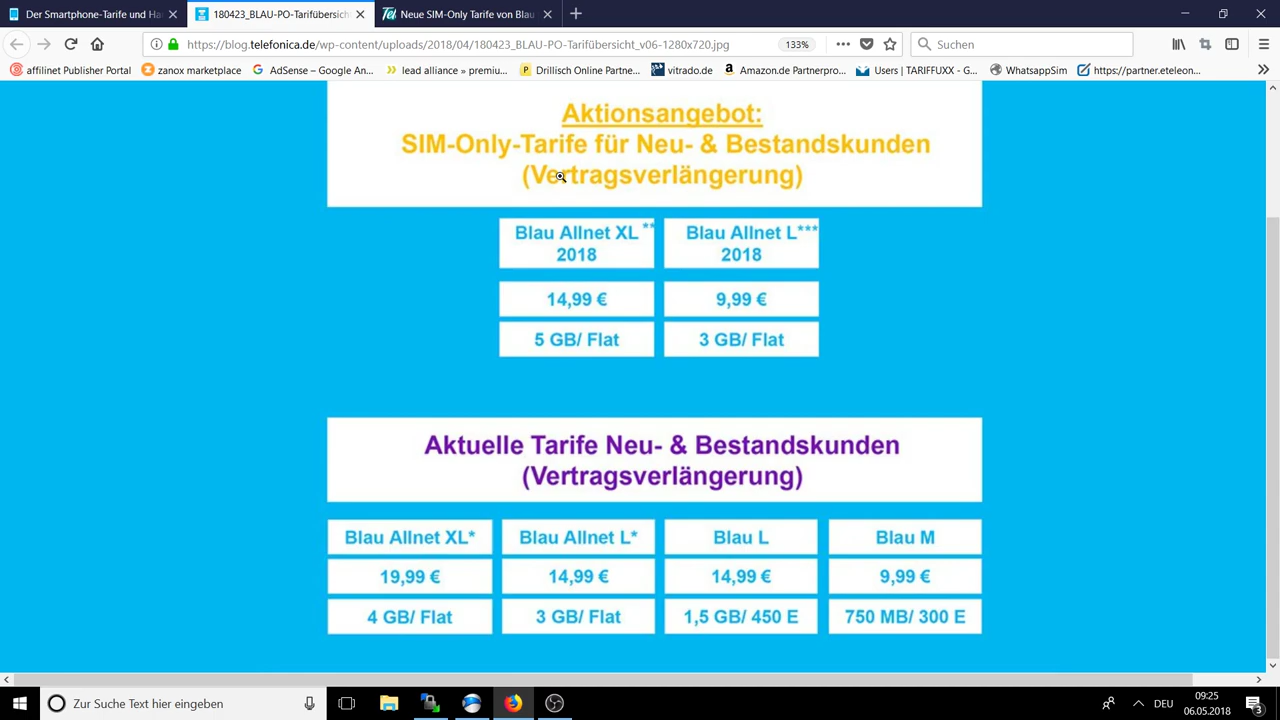 Der Smartphone-Tarife und Ha
180423_BLAU-PO-Tarifübersich
Tel
Neue SIM-Only Tarife von Blau
https://blog.telefonica.de/wp-content/uploads/2018/04/180423_BLAU-PO-Tarifübersicht_v06-1280x720.jpg
133%
Suchen
affilinet Publisher Portal
zanox marketplace
AdSense – Google An...
lead alliance » premiu...
Drillisch Online Partne...
vitrado.de
Amazon.de Partnerpro...
Users | TARIFFUXX - G...
WhatsappSim
https://partner.eteleon...
Aktionsangebot:
SIM-Only-Tarife für Neu- & Bestandskunden
(Vertragsverlängerung)
Blau Allnet XL **
2018
Blau Allnet L***
2018
14,99 €
9,99 €
5 GB/ Flat
3 GB/ Flat
Aktuelle Tarife Neu- & Bestandskunden
(Vertragsverlängerung)
Blau Allnet XL*
Blau Allnet L*
Blau L
Blau M
19,99 €
14,99 €
14,99 €
9,99 €
4 GB/ Flat
3 GB/ Flat
1,5 GB/ 450 E
750 MB/ 300 E
Zur Suche Text hier eingeben
DEU
09:25
06.05.2018
3